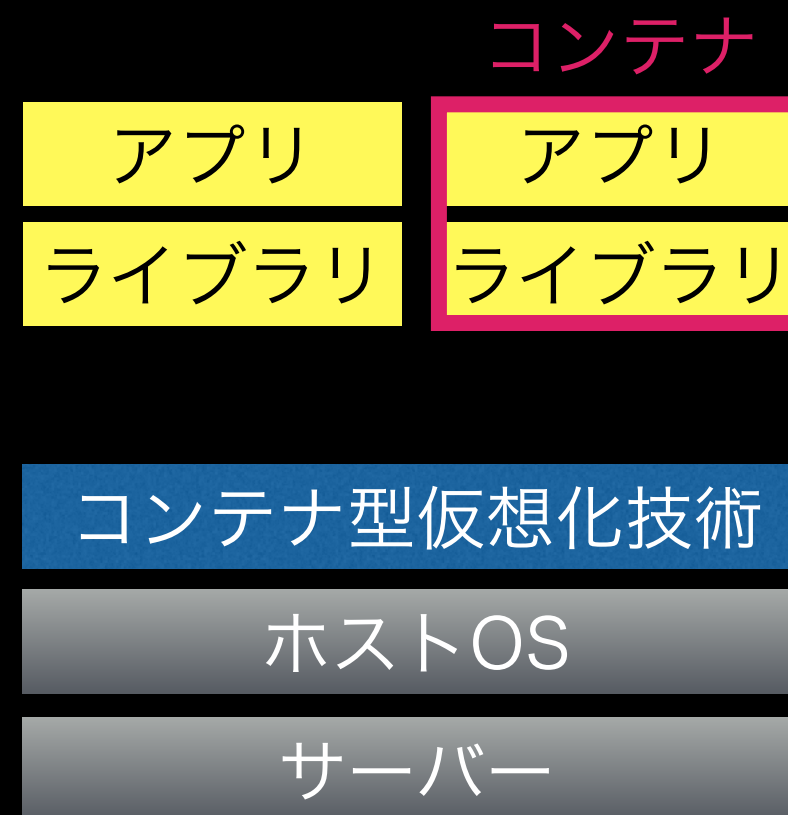 コンテナ
アプリ
アプリ
ライブラリ
ライブラリ
コンテナ型仮想化技術
ホストOS
サーバー